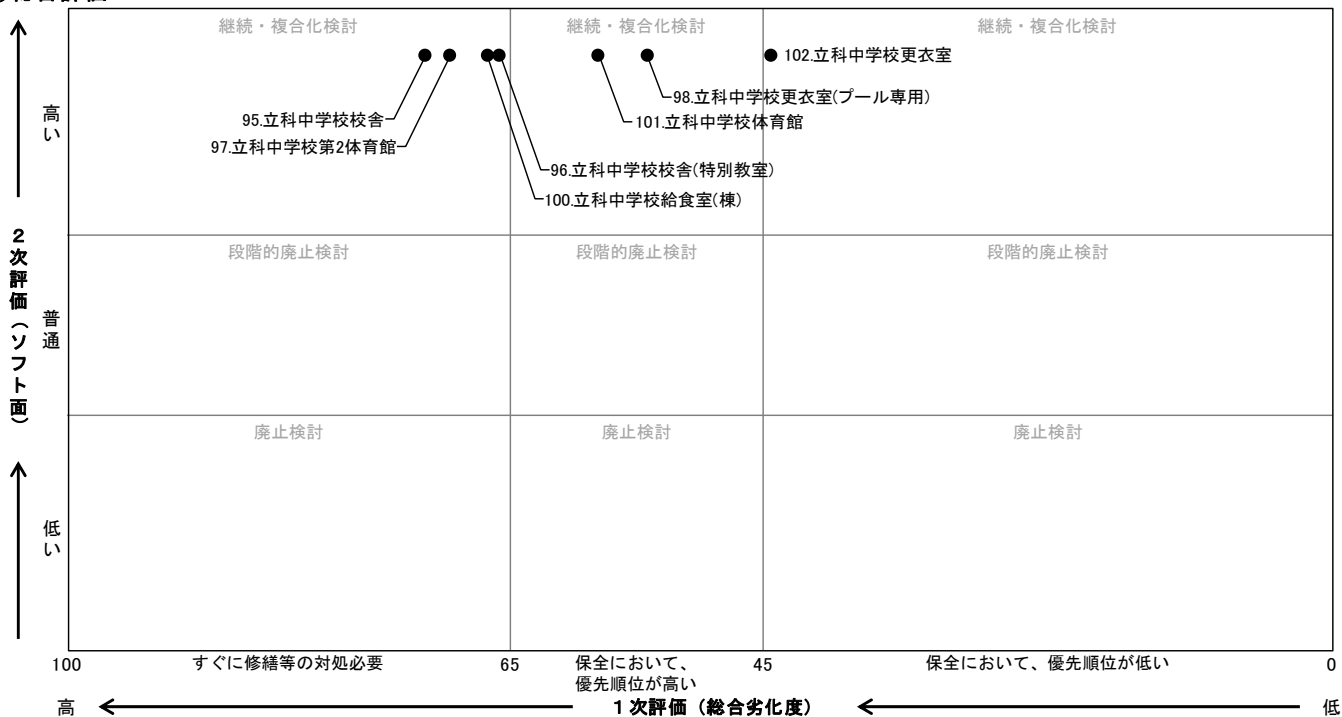 継続・複合化検討
継続・複合化検討
継続・複合化検討
高い
102.立科中学校更衣室
98.立科中学校更衣室(プール専用)
95.立科中学校校舎
101.立科中学校体育館
97.立科中学校第2体育館
96.立科中学校校舎(特別教室)
100.立科中学校給食室(棟)
2次評価(ソフト面)
段階的廃止検討
段階的廃止検討
段階的廃止検討
普通
廃止検討
廃止検討
廃止検討
低い
100
すぐに修繕等の対処必要
65
保全において、
優先順位が高い
45
保全において、優先順位が低い
0
高
1次評価(総合劣化度)
低